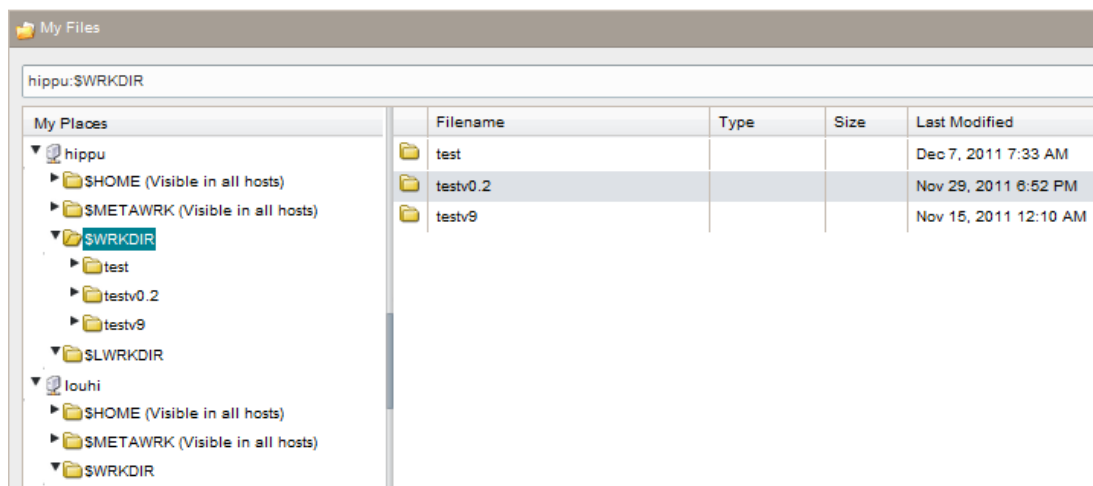 My Files
hippu:$WRKDIR
My Places
hippu
$HOME (Visible in all hosts)
$METAWRK (Visible in all hosts)
$WRKDIR
test
testv0.2
testv9
$LWRKDIR
louhi
$HOME (Visible in all hosts)
$METAWRK (Visible in all hosts)
$WRKDIR
Filename Type Size Last Modified
test Dec 7, 2011 7:33 AM
testv0.2 Nov 29, 2011 6:52 PM
testv9 Nov 15, 2011 12:10 AM